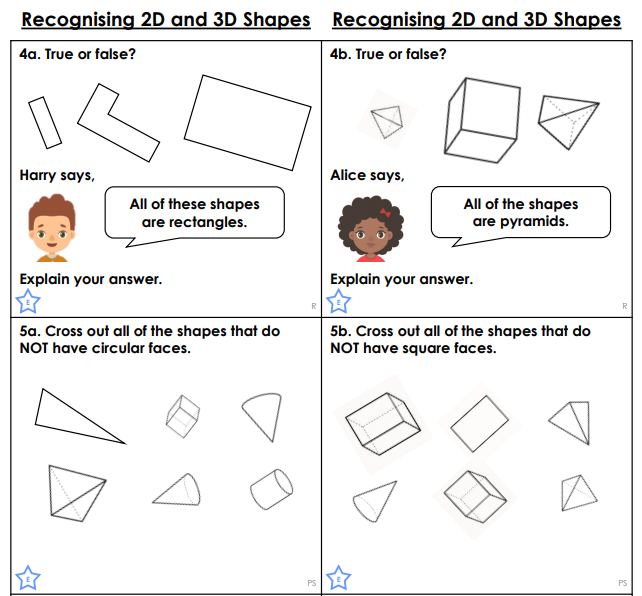 Recognising 2D and 3D Shapes
4a. True or false?
Harry says,
All of these shapes
are rectangles.
Explain your answer.
E
R
Recognising 2D and 3D Shapes
4b. True or false?
Alice says,
All of the shapes
are pyramids.
Explain your answer.
E
R
5a. Cross out all of the shapes that do
NOT have circular faces.
E
PS
5b. Cross out all of the shapes that do
NOT have square faces.
E
PS